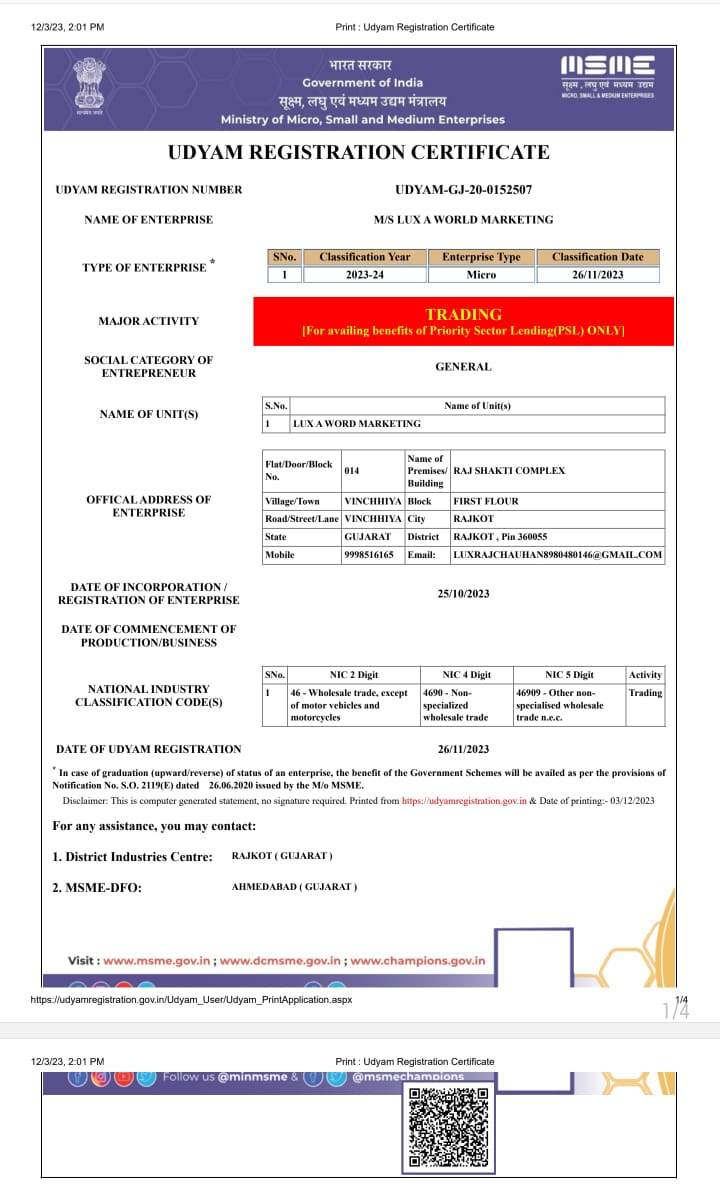 12/3/23, 2:01 PM Print : Udyam Registration Certificate
भारत सरकार
Government of India
सूक्ष्म, लघु एवं मध्यम उद्यम मंत्रालय
Ministry of Micro, Small and Medium Enterprises
सत्यमेव जयते
MSME
सूक्ष्म, लघु एवं मध्यम उद्यम
MICRO, SMALL & MEDIUM ENTERPRISES
UDYAM REGISTRATION CERTIFICATE
UDYAM REGISTRATION NUMBER UDYAM-GJ-20-0152507
NAME OF ENTERPRISE M/S LUX A WORLD MARKETING
TYPE OF ENTERPRISE *
SNo. Classification Year Enterprise Type Classification Date
1 2023-24 Micro 26/11/2023
MAJOR ACTIVITY
TRADING
[For availing benefits of Priority Sector Lending(PSL) ONLY]
SOCIAL CATEGORY OF ENTREPRENEUR
GENERAL
NAME OF UNIT(S)
S.No. Name of Unit(s)
1 LUX A WORD MARKETING
OFFICAL ADDRESS OF ENTERPRISE
Flat/Door/Block No. 014 Name of Premises/ Building RAJ SHAKTI COMPLEX
Village/Town VINCHHIYA Block FIRST FLOUR
Road/Street/Lane VINCHHIYA City RAJKOT
State GUJARAT District RAJKOT , Pin 360055
Mobile 9998516165 Email: LUXRAJCHAUHAN8980480146@GMAIL.COM
DATE OF INCORPORATION / REGISTRATION OF ENTERPRISE
25/10/2023
DATE OF COMMENCEMENT OF PRODUCTION/BUSINESS
NATIONAL INDUSTRY CLASSIFICATION CODE(S)
SNo. NIC 2 Digit NIC 4 Digit NIC 5 Digit Activity
1 46 - Wholesale trade, except of motor vehicles and motorcycles 4690 - Non-specialized wholesale trade 46909 - Other non-specialised wholesale trade n.e.c. Trading
DATE OF UDYAM REGISTRATION 26/11/2023
* In case of graduation (upward/reverse) of status of an enterprise, the benefit of the Government Schemes will be availed as per the provisions of
Notification No. S.O. 2119(E) dated 26.06.2020 issued by the M/o MSME.
Disclaimer: This is computer generated statement, no signature required. Printed from https://udyamregistration.gov.in & Date of printing:- 03/12/2023
For any assistance, you may contact:
1. District Industries Centre: RAJKOT ( GUJARAT )
2. MSME-DFO: AHMEDABAD ( GUJARAT )
Visit : www.msme.gov.in ; www.dcmsme.gov.in ; www.champions.gov.in
https://udyamregistration.gov.in/Udyam_User/Udyam_PrintApplication.aspx 1/4
1/4
12/3/23, 2:01 PM Print : Udyam Registration Certificate
Follow us @minmsme & @msmechampions